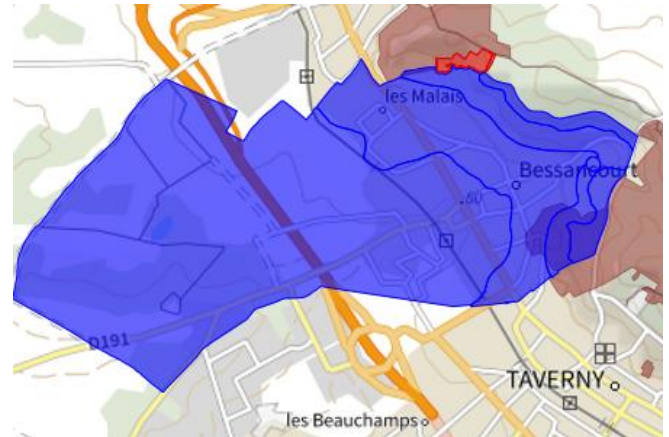 les Malais
Bessancourt
60
D191
TAVERNY
les Beauchamps